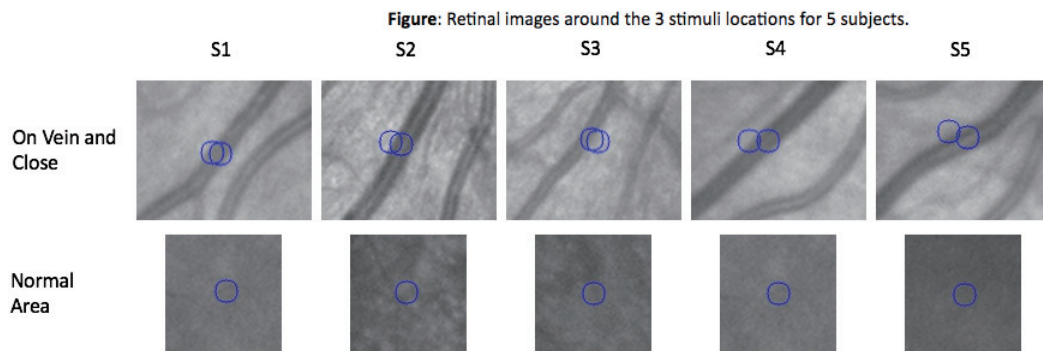 Figure: Retinal images around the 3 stimuli locations for 5 subjects.
S1 S2 S3 S4 S5
On Vein and
Close
Normal
Area